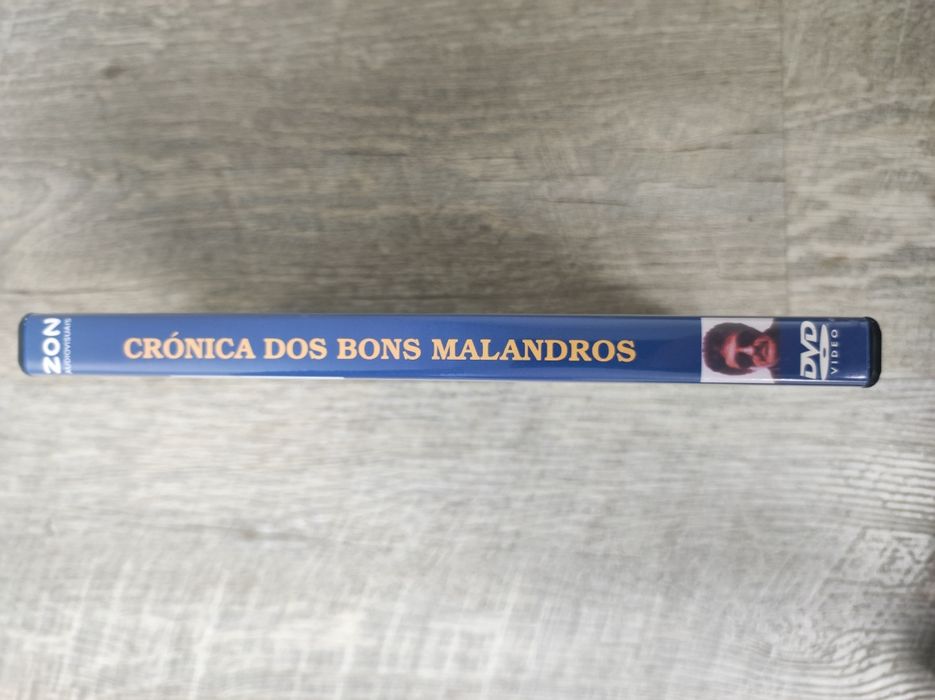 ZON
AUDIOVISUAIS
CRÓNICA DOS BONS MALANDROS
DVD
VIDEO